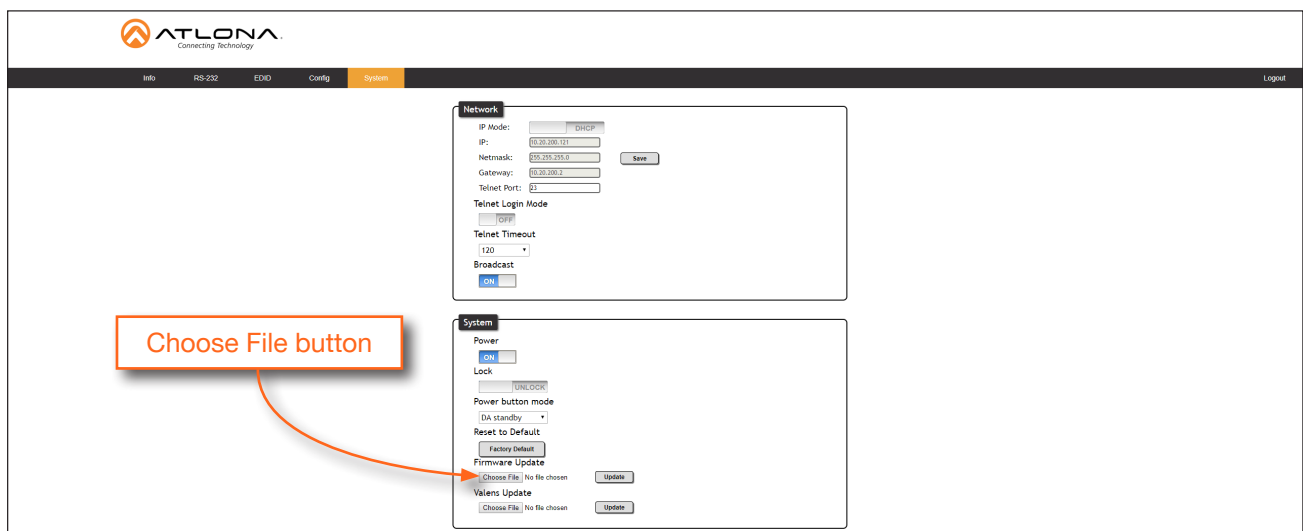 ATLONA.
Connecting Technology
Info RS-232 EDID Config System Logout
Network
IP Mode: DHCP
IP: 10.20.200.121
Netmask: 255.255.255.0 Save
Gateway: 10.20.200.2
Telnet Port: 23
Telnet Login Mode
OFF
Telnet Timeout
120
Broadcast
ON
System
Choose File button
Power
ON
Lock
UNLOCK
Power button mode
DA standby
Reset to Default
Factory Default
Firmware Update
Choose File No file chosen Update
Valens Update
Choose File No file chosen Update